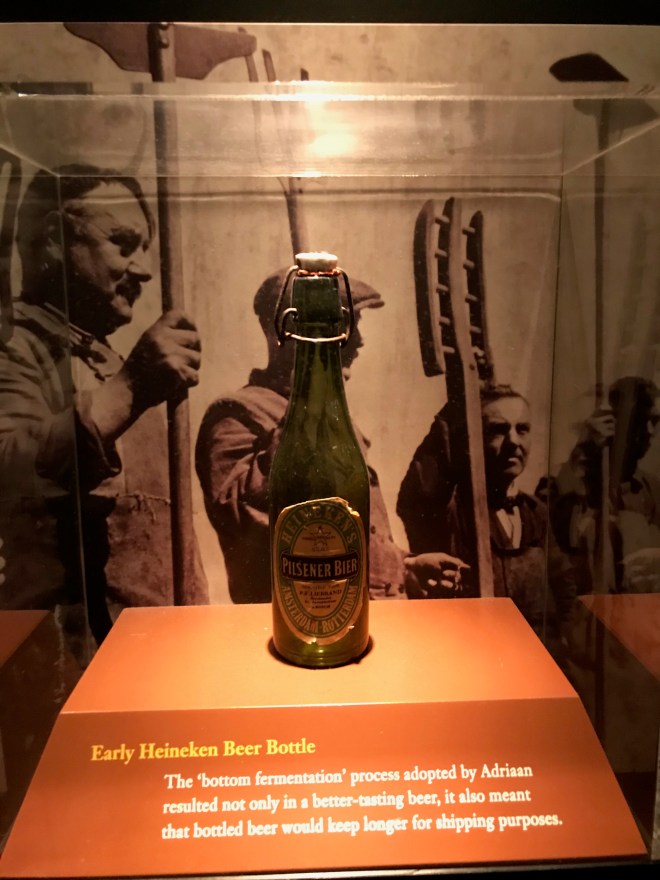 HEINEKEN'S
PILSENER BIER
AMSTERDAM-ROTTERDAM
Early Heineken Beer Bottle
The ‘bottom fermentation’ process adopted by Adriaan
resulted not only in a better-tasting beer, it also meant
that bottled beer would keep longer for shipping purposes.